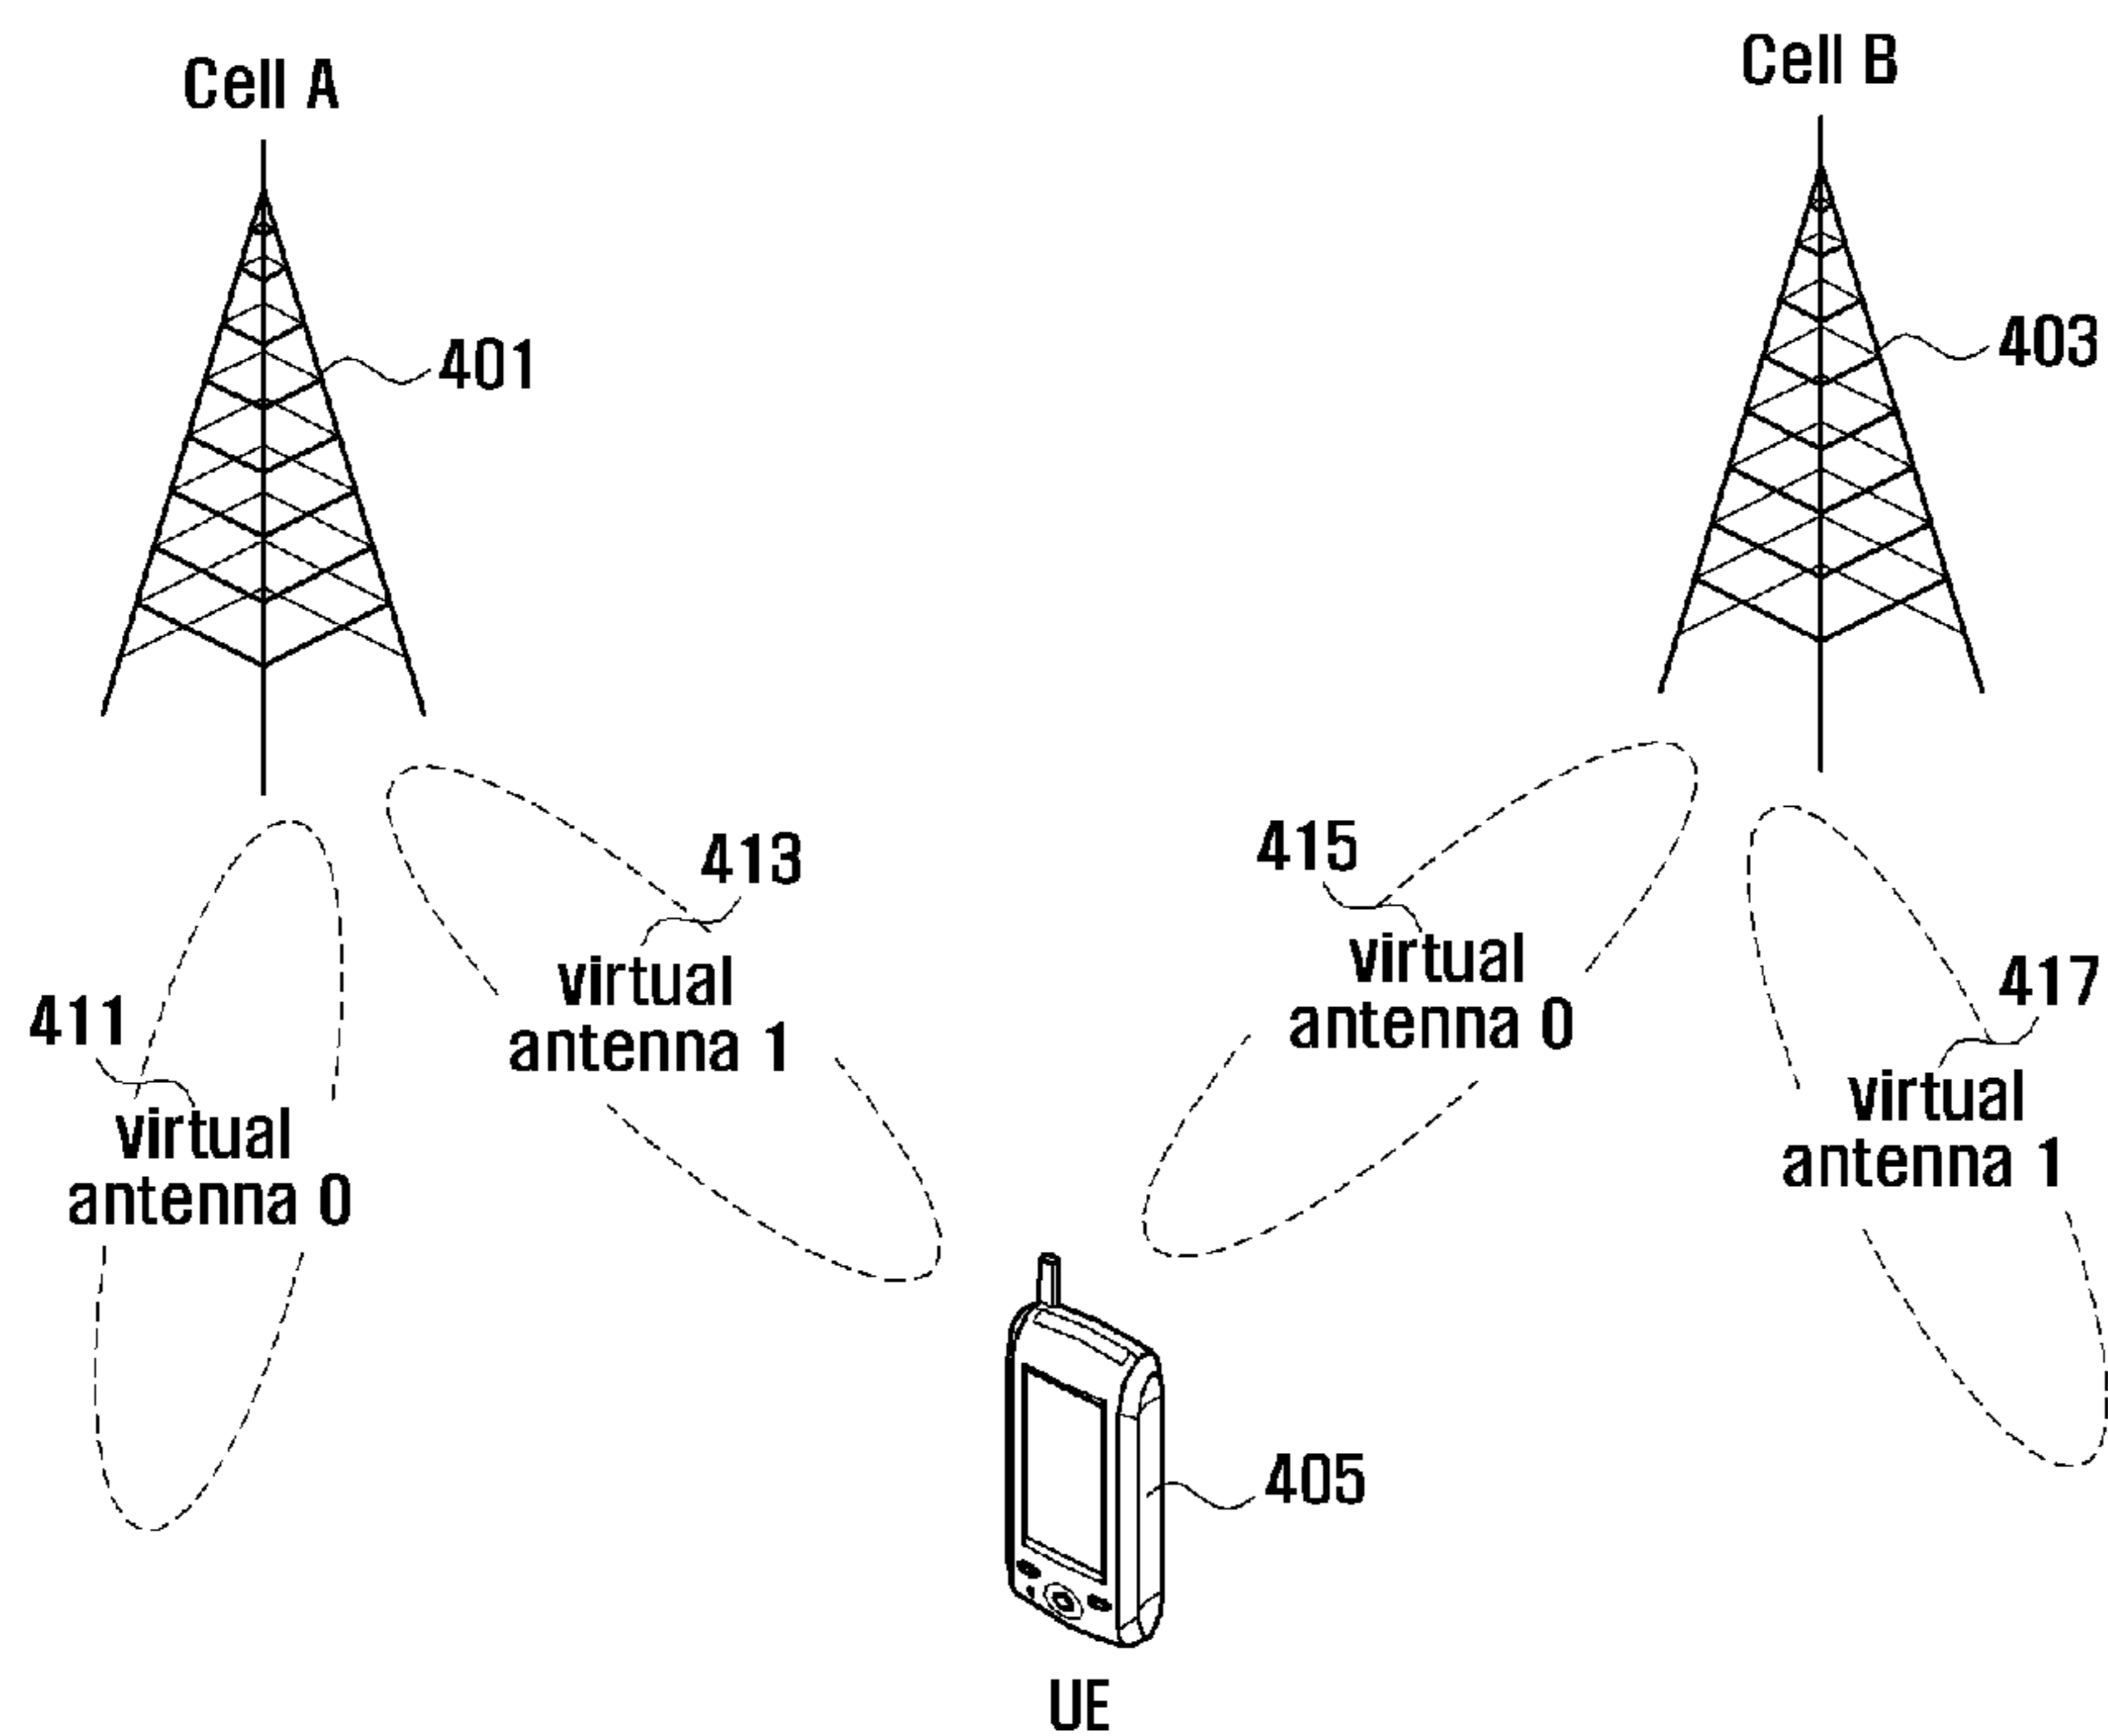 Cell A
Cell B
401
403
413
415
411
417
virtual
antenna 1
virtual
antenna 0
virtual
antenna 0
virtual
antenna 1
405
UE